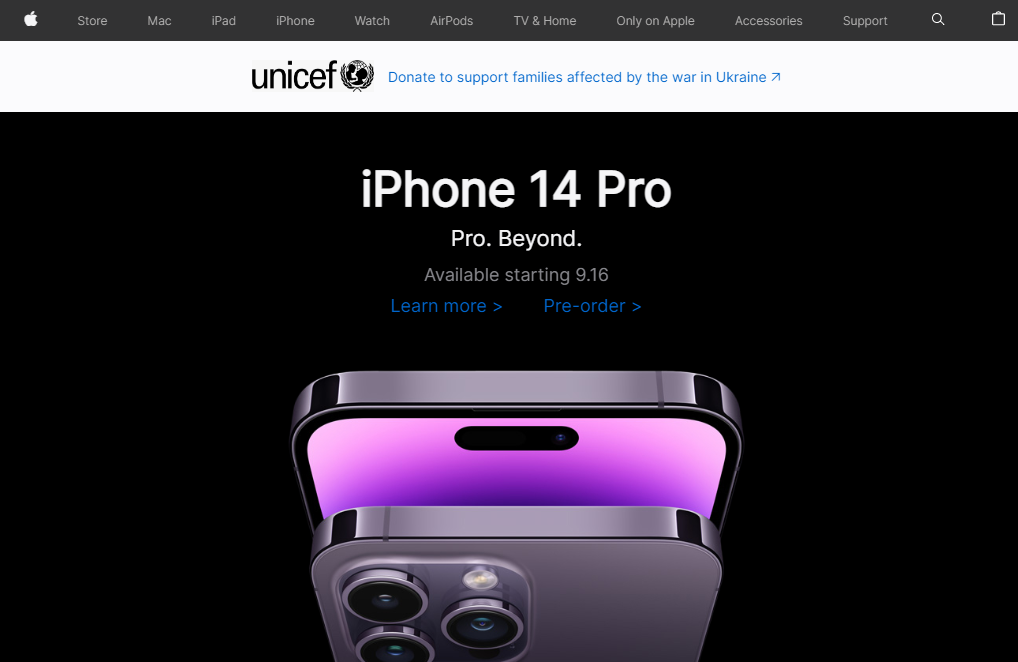 Store Mac iPad iPhone Watch AirPods TV & Home Only on Apple Accessories Support
unicef Donate to support families affected by the war in Ukraine ↗
iPhone 14 Pro
Pro. Beyond.
Available starting 9.16
Learn more > Pre-order >